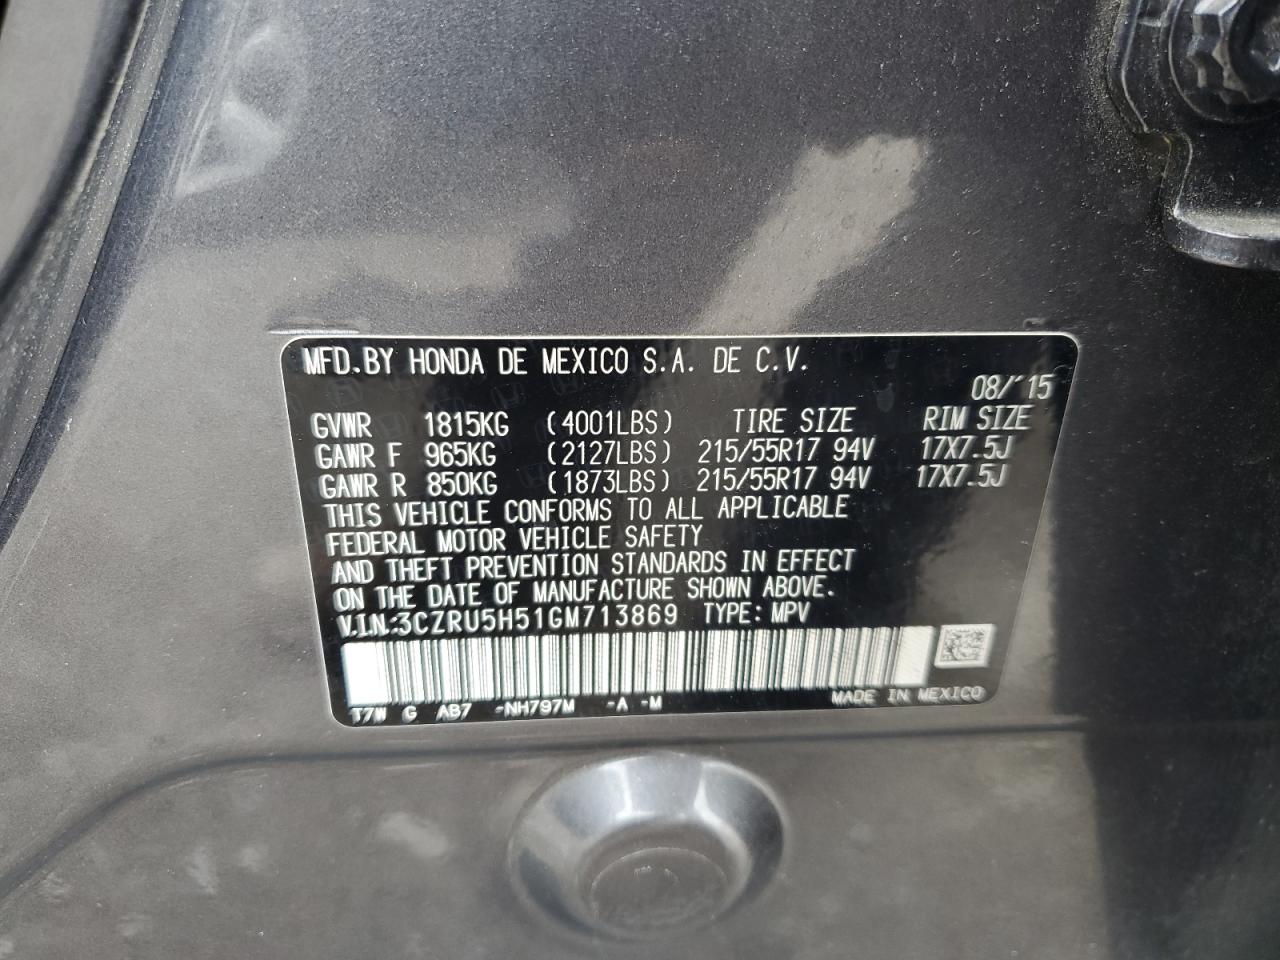 MFD.BY HONDA DE MEXICO S.A. DE C.V.
08/'15
GVWR 1815KG (4001LBS) TIRE SIZE RIM SIZE
GAWR F 965KG (2127LBS) 215/55R17 94V 17X7.5J
GAWR R 850KG (1873LBS) 215/55R17 94V 17X7.5J
THIS VEHICLE CONFORMS TO ALL APPLICABLE
FEDERAL MOTOR VEHICLE SAFETY
AND THEFT PREVENTION STANDARDS IN EFFECT
ON THE DATE OF MANUFACTURE SHOWN ABOVE.
V.I.N.:3CZRU5H51GM713869 TYPE: MPV
T7W G AB7 -NH797M -A -M MADE IN MEXICO